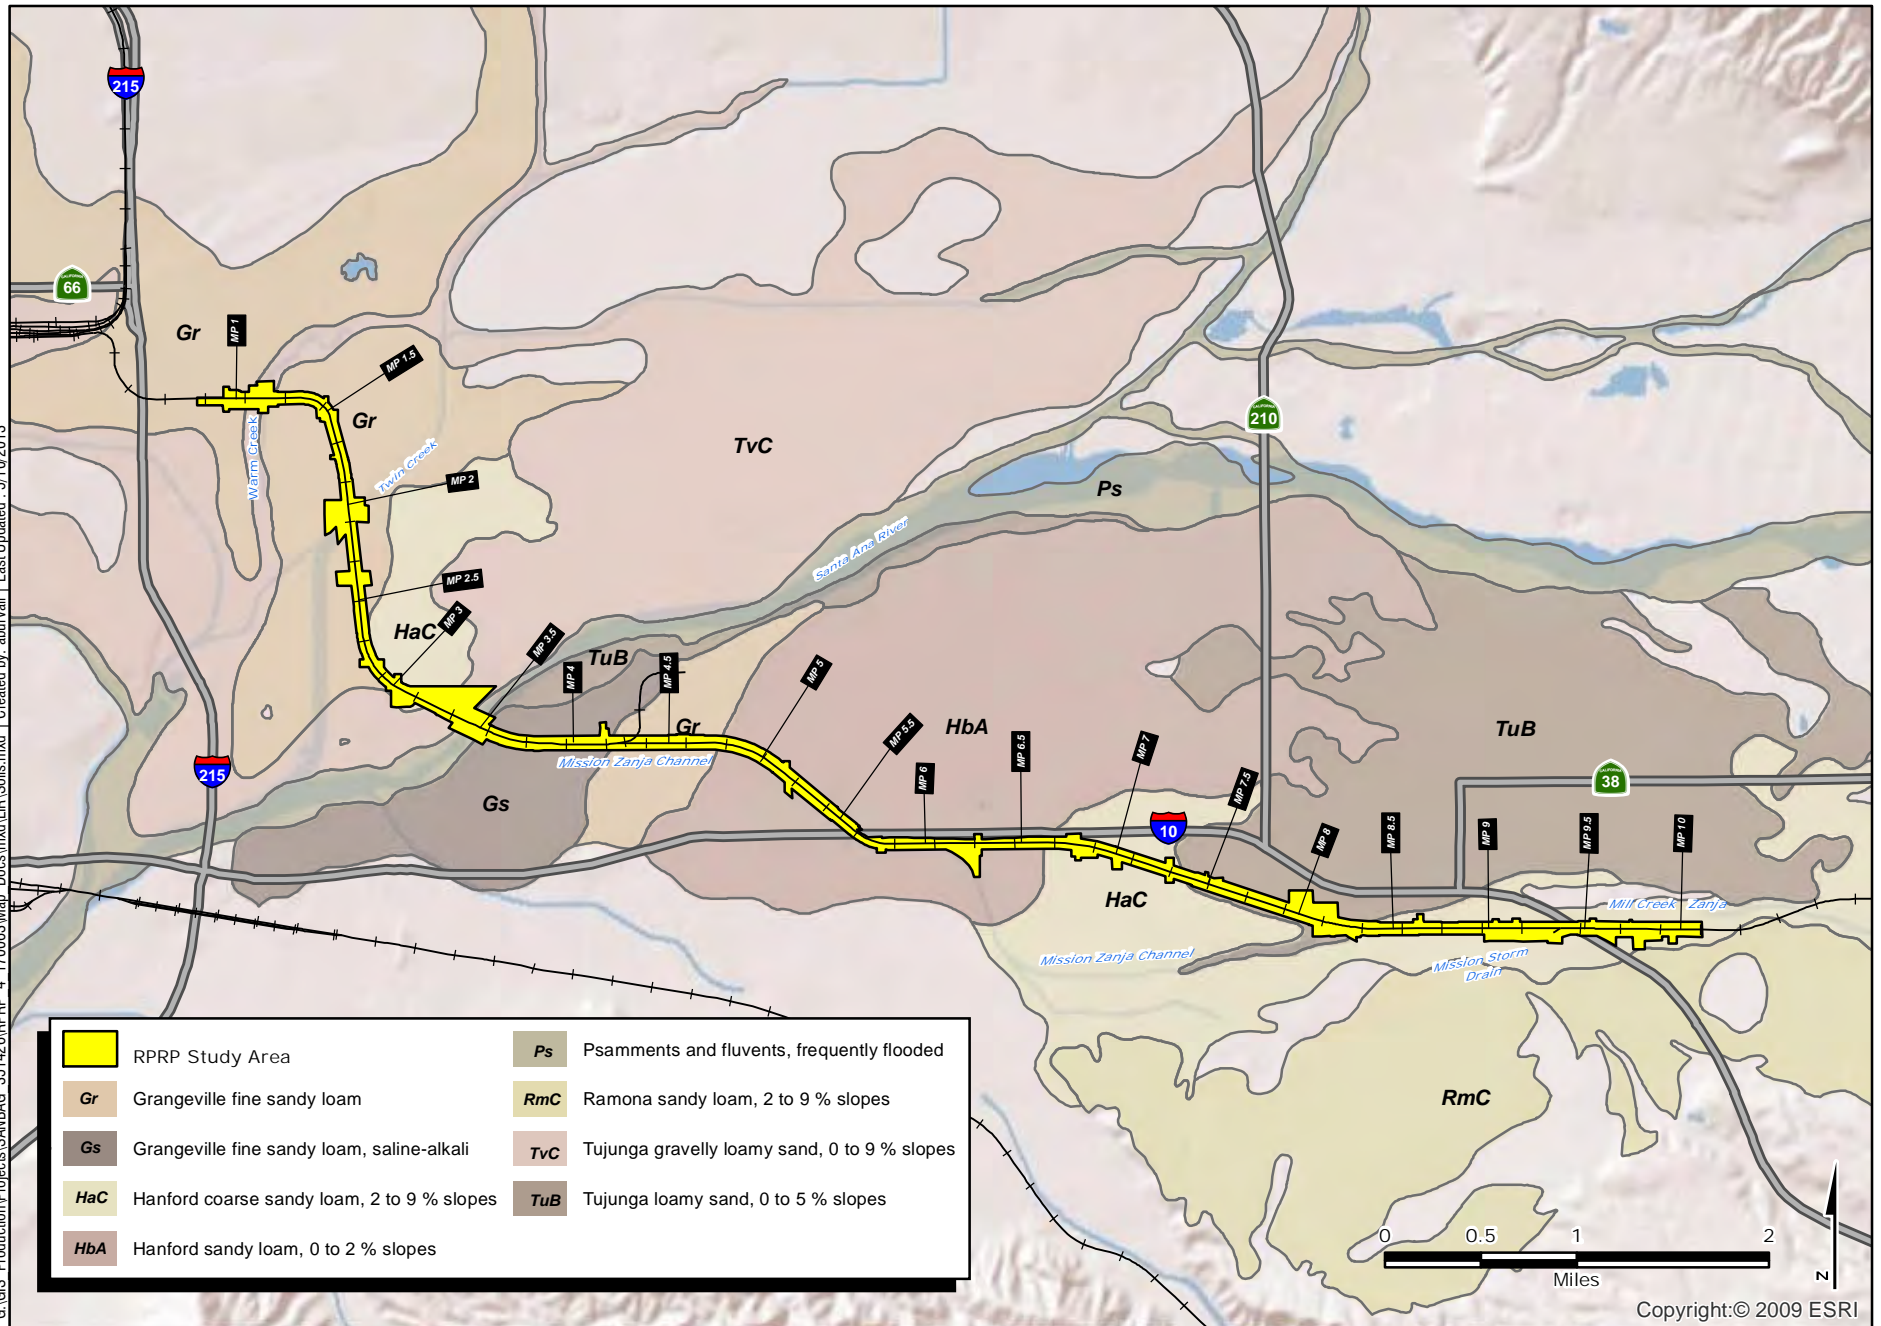 215
CALIFORNIA
66
Gr
MP 1
MP 1.5
Gr
Warm Creek
Twin Creek
MP 2
TvC
CALIFORNIA
210
Ps
Santa Ana River
MP 2.5
MP 3
HaC
MP 3.5
TuB
MP 4
MP 4.5
Gr
MP 5
HbA
MP 5.5
MP 6
MP 6.5
MP 7
MP 7.5
TuB
CALIFORNIA
38
215
Mission Zanja Channel
Gs
10
MP 8
MP 8.5
MP 9
MP 9.5
MP 10
HaC
Mill Creek Zanja
Mission Zanja Channel
Mission Storm
Drain
RmC
RPRP Study Area
Gr Grangeville fine sandy loam
Gs Grangeville fine sandy loam, saline-alkali
HaC Hanford coarse sandy loam, 2 to 9 % slopes
HbA Hanford sandy loam, 0 to 2 % slopes
Ps Psamments and fluvents, frequently flooded
RmC Ramona sandy loam, 2 to 9 % slopes
TvC Tujunga gravelly loamy sand, 0 to 9 % slopes
TuB Tujunga loamy sand, 0 to 5 % slopes
0 0.5 1 2
Miles
N
Copyright:© 2009 ESRI